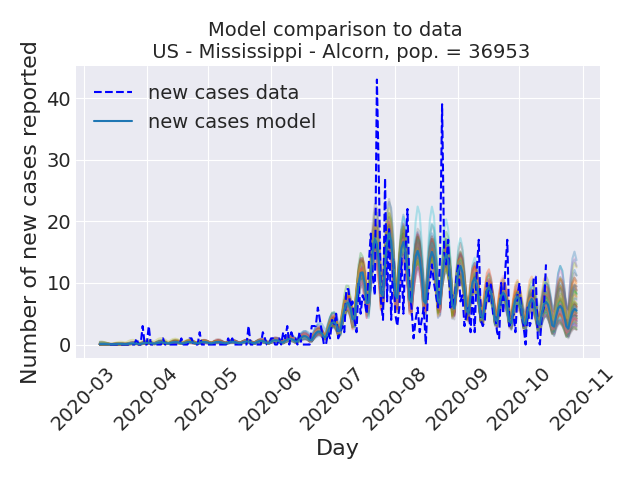 Model comparison to data
US - Mississippi - Alcorn, pop. = 36953
Number of new cases reported
40
30
20
10
0
new cases data
new cases model
2020-03
2020-04
2020-05
2020-06
2020-07
2020-08
2020-09
2020-10
2020-11
Day